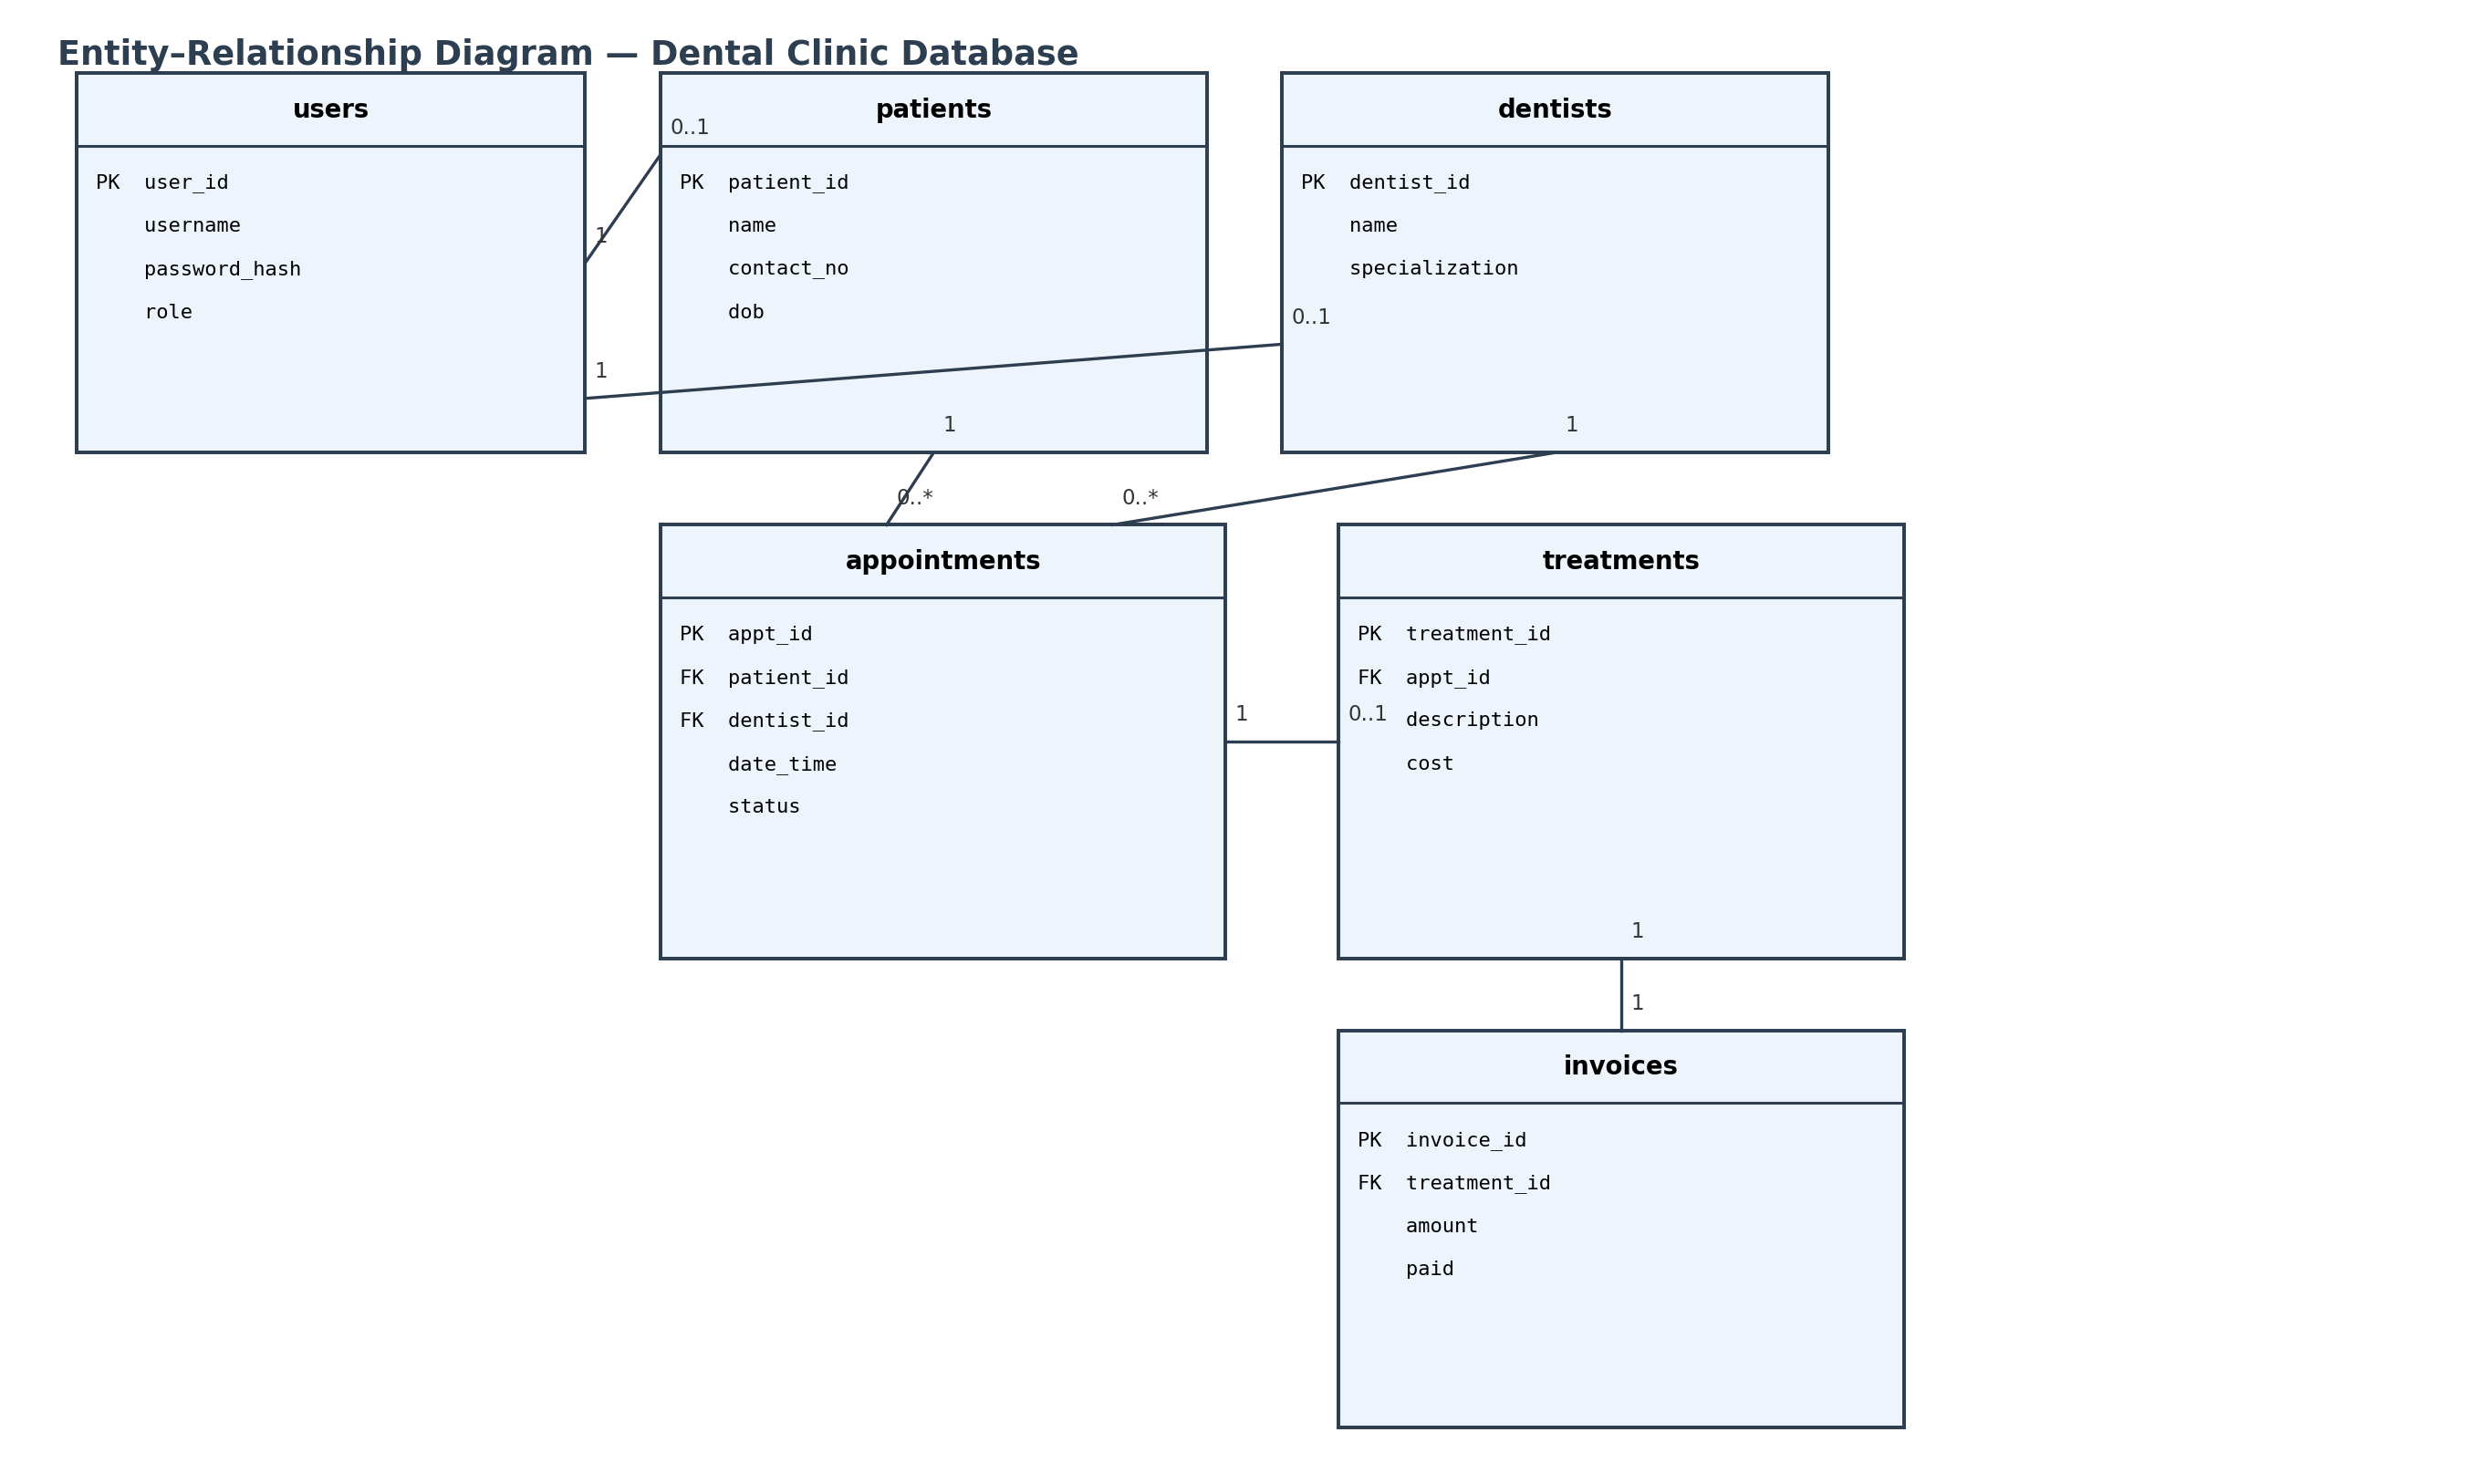 Entity–Relationship Diagram — Dental Clinic Database
users
PK user_id
username
password_hash
role
1
1
patients
0..1
PK patient_id
name
contact_no
dob
1
dentists
PK dentist_id
name
specialization
0..1
1
0..*
0..*
appointments
PK appt_id
FK patient_id
FK dentist_id
date_time
status
1
treatments
PK treatment_id
FK appt_id
0..1 description
cost
1
1
invoices
PK invoice_id
FK treatment_id
amount
paid